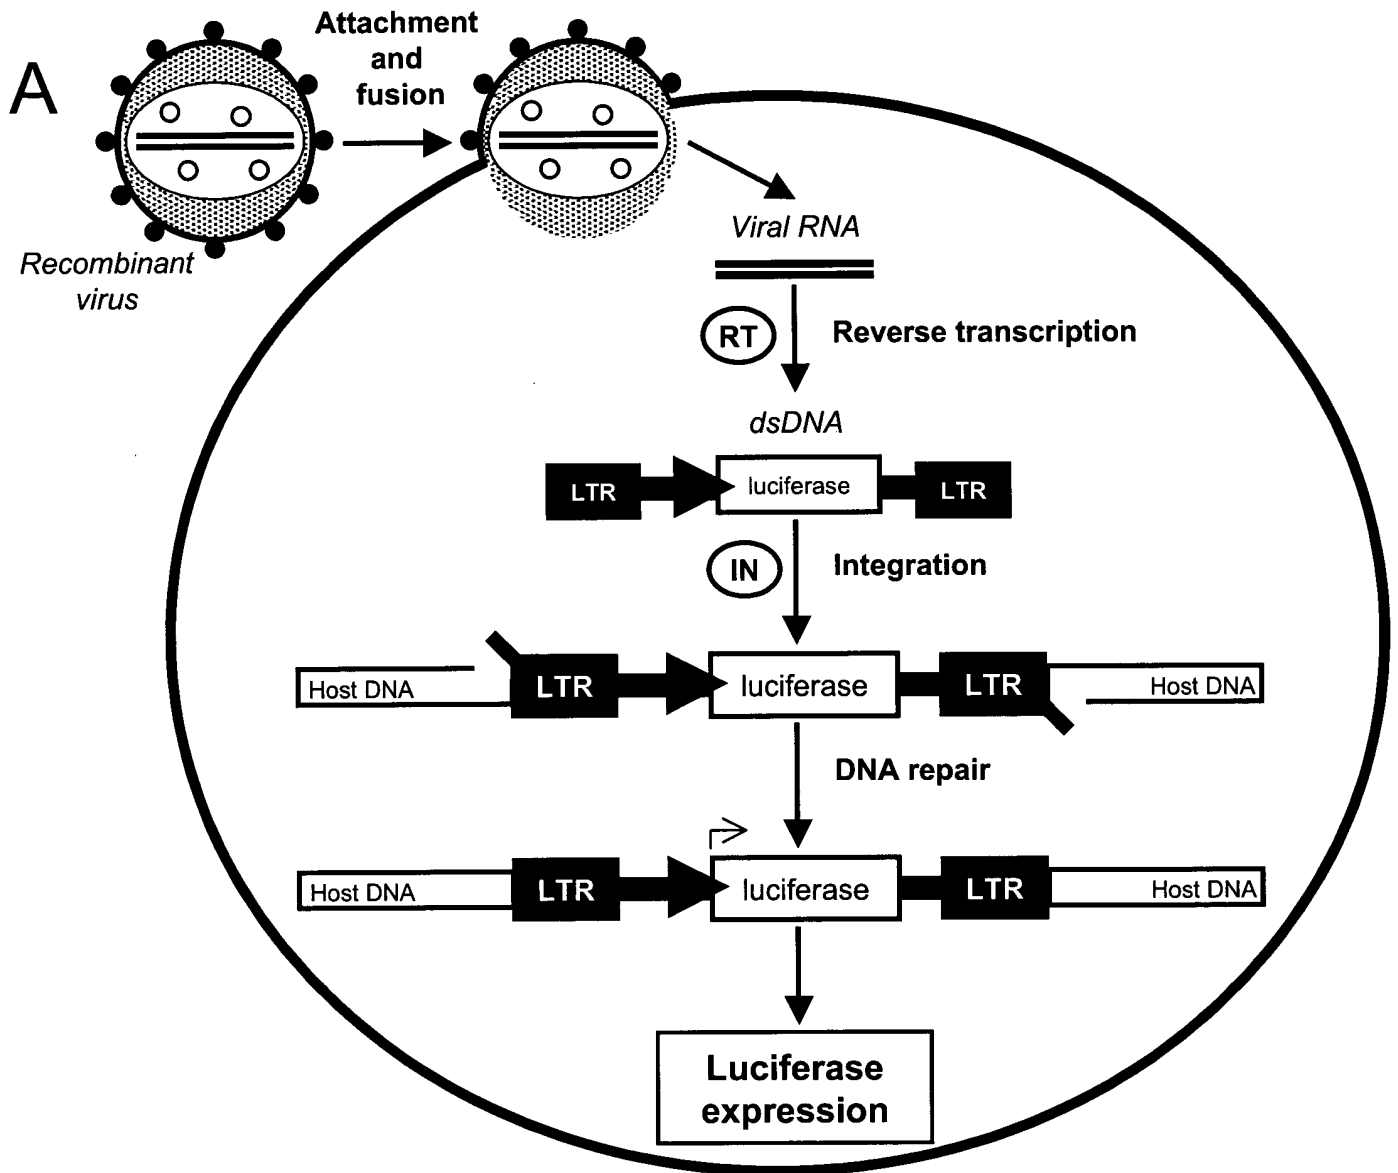 A
Attachment
and
fusion
Recombinant
virus
Viral RNA
RT
Reverse transcription
dsDNA
LTR luciferase LTR
IN
Integration
Host DNA LTR luciferase LTR Host DNA
DNA repair
Host DNA LTR luciferase LTR Host DNA
Luciferase
expression